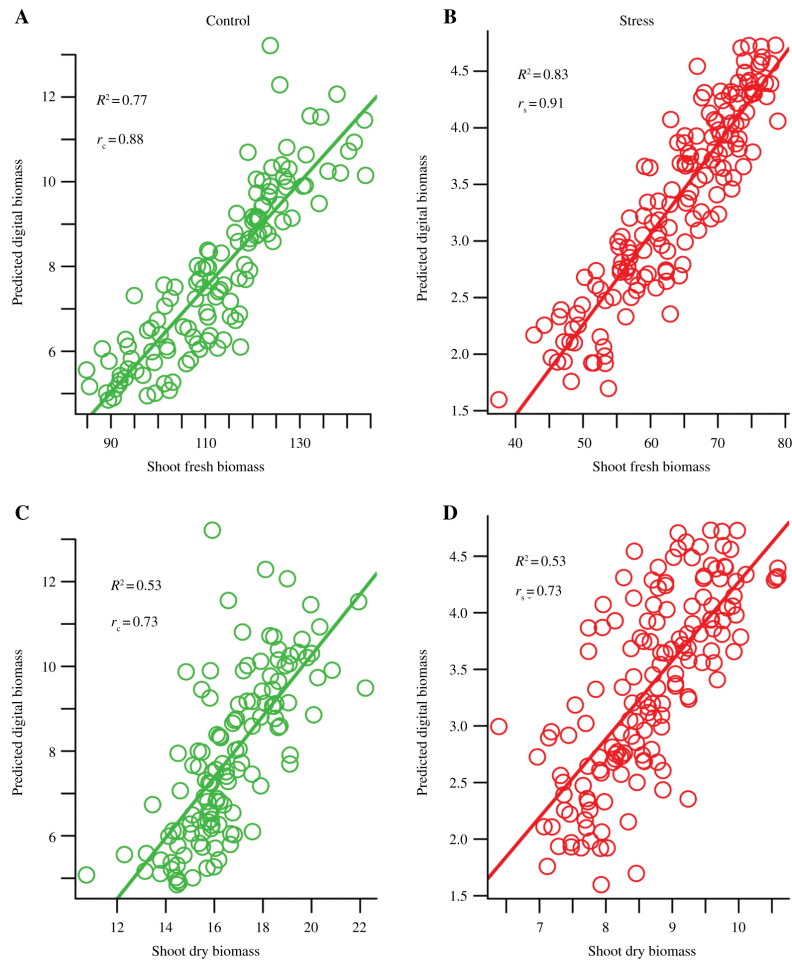 A
Control
R² = 0.77
r_c = 0.88
Predicted digital biomass
12
10
8
6
90 110 130
Shoot fresh biomass
B
Stress
R² = 0.83
r_s = 0.91
Predicted digital biomass
4.5
4.0
3.5
3.0
2.5
2.0
1.5
40 50 60 70 80
Shoot fresh biomass
C
R² = 0.53
r_c = 0.73
Predicted digital biomass
12
10
8
6
12 14 16 18 20 22
Shoot dry biomass
D
R² = 0.53
r_s = 0.73
Predicted digital biomass
4.5
4.0
3.5
3.0
2.5
2.0
1.5
7 8 9 10
Shoot dry biomass